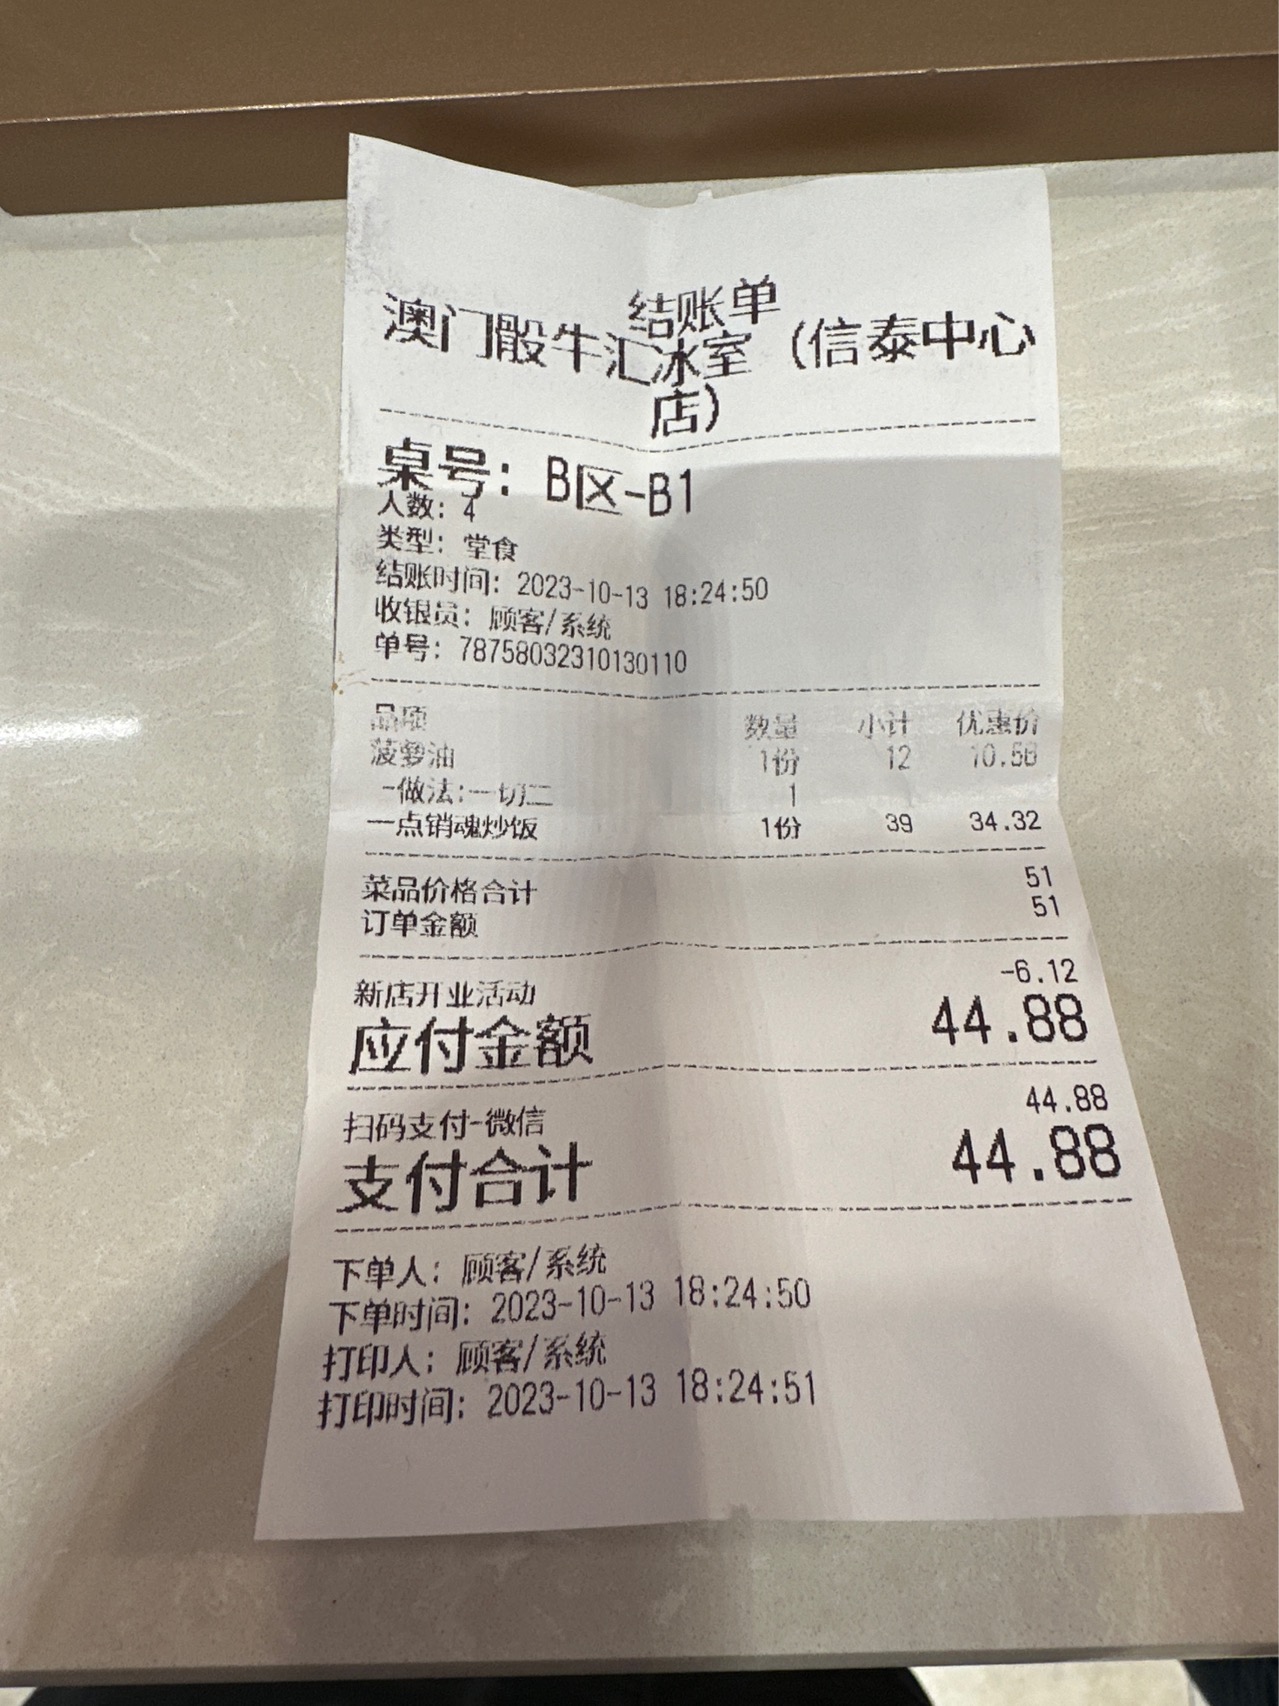 结账单
澳门骰牛汇冰室（信泰中心
店）
桌号：B区-B1
人数：4
类型：堂食
结账时间：2023-10-13 18:24:50
收银员：顾客/系统
单号：78758032310130110
品项 数量 小计 优惠价
菠萝油 1份 12 10.56
-做法:一切二 1
一点销魂炒饭 1份 39 34.32
菜品价格合计 51
订单金额 51
新店开业活动 -6.12
应付金额 44.88
扫码支付-微信 44.88
支付合计 44.88
下单人：顾客/系统
下单时间：2023-10-13 18:24:50
打印人：顾客/系统
打印时间：2023-10-13 18:24:51